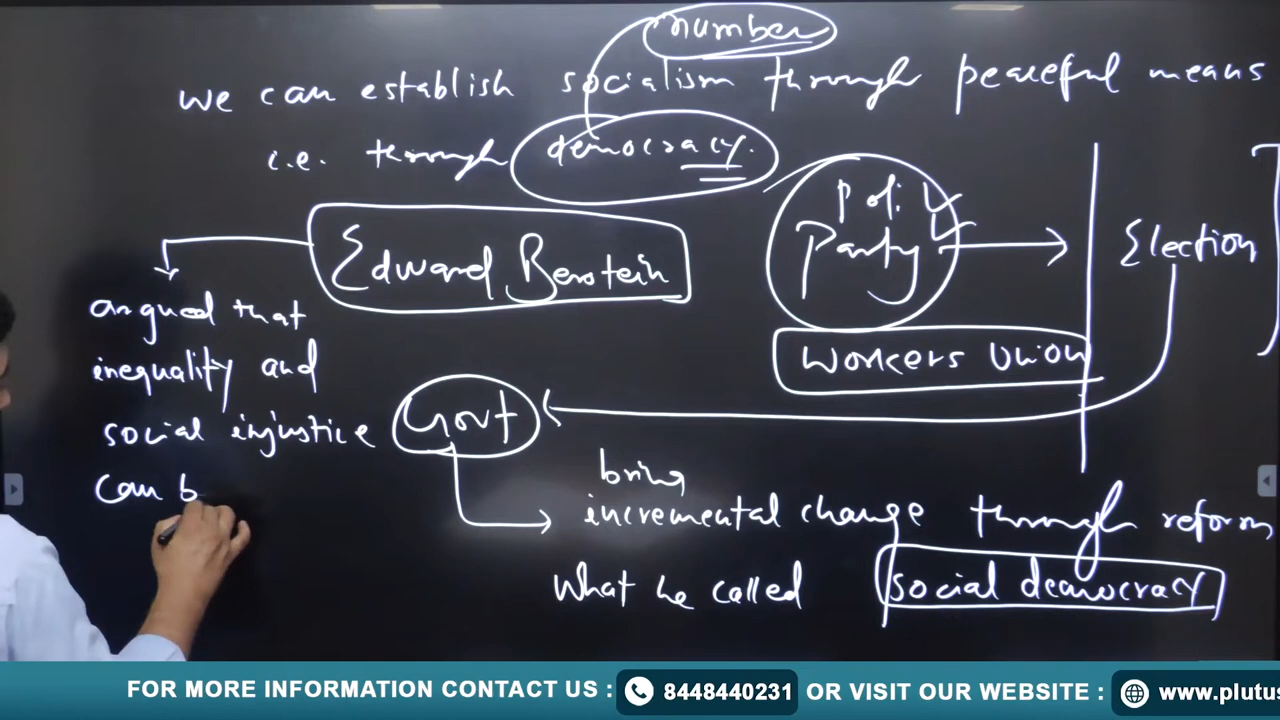 number
we can establish socialism through peaceful means
i.e. through democracy.
Poli
Party
Election
Edward Benstein
argued that
inequality and
social injustice
can b
Workers Union
Govt
bring
incremental change through reform
What he called social democracy
FOR MORE INFORMATION CONTACT US : 8448440231 OR VISIT OUR WEBSITE : www.plutus